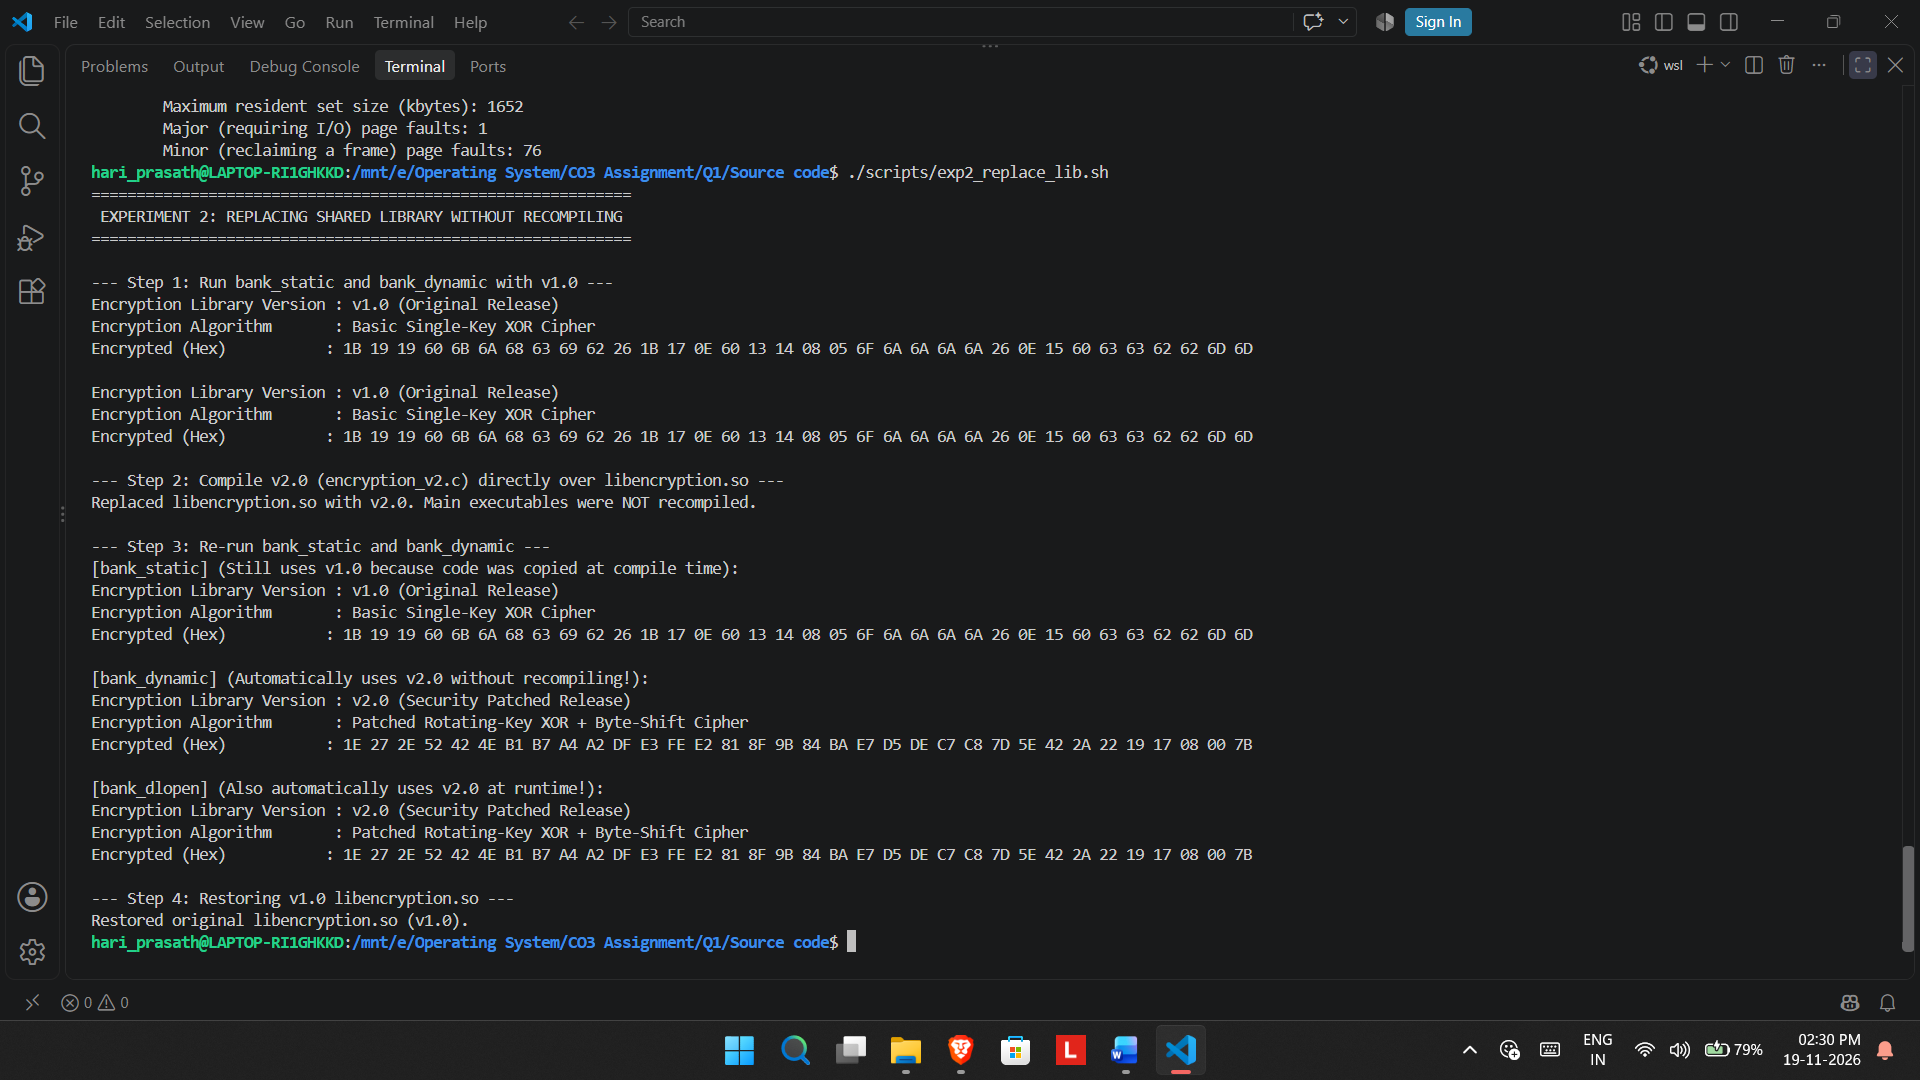 File Edit Selection View Go Run Terminal Help
Search
Sign In
Problems Output Debug Console Terminal Ports
wsl
Maximum resident set size (kbytes): 1652
Major (requiring I/O) page faults: 1
Minor (reclaiming a frame) page faults: 76
hari_prasath@LAPTOP-RI1GHKKD:/mnt/e/Operating System/CO3 Assignment/Q1/Source code$ ./scripts/exp2_replace_lib.sh
============================================================
EXPERIMENT 2: REPLACING SHARED LIBRARY WITHOUT RECOMPILING
============================================================
--- Step 1: Run bank_static and bank_dynamic with v1.0 ---
Encryption Library Version : v1.0 (Original Release)
Encryption Algorithm : Basic Single-Key XOR Cipher
Encrypted (Hex) : 1B 19 19 60 6B 6A 68 63 69 62 26 1B 17 0E 60 13 14 08 05 6F 6A 6A 6A 6A 26 0E 15 60 63 63 62 62 6D 6D
Encryption Library Version : v1.0 (Original Release)
Encryption Algorithm : Basic Single-Key XOR Cipher
Encrypted (Hex) : 1B 19 19 60 6B 6A 68 63 69 62 26 1B 17 0E 60 13 14 08 05 6F 6A 6A 6A 6A 26 0E 15 60 63 63 62 62 6D 6D
--- Step 2: Compile v2.0 (encryption_v2.c) directly over libencryption.so ---
Replaced libencryption.so with v2.0. Main executables were NOT recompiled.
--- Step 3: Re-run bank_static and bank_dynamic ---
[bank_static] (Still uses v1.0 because code was copied at compile time):
Encryption Library Version : v1.0 (Original Release)
Encryption Algorithm : Basic Single-Key XOR Cipher
Encrypted (Hex) : 1B 19 19 60 6B 6A 68 63 69 62 26 1B 17 0E 60 13 14 08 05 6F 6A 6A 6A 6A 26 0E 15 60 63 63 62 62 6D 6D
[bank_dynamic] (Automatically uses v2.0 without recompiling!):
Encryption Library Version : v2.0 (Security Patched Release)
Encryption Algorithm : Patched Rotating-Key XOR + Byte-Shift Cipher
Encrypted (Hex) : 1E 27 2E 52 42 4E B1 B7 A4 A2 DF E3 FE E2 81 8F 9B 84 BA E7 D5 DE C7 C8 7D 5E 42 2A 22 19 17 08 00 7B
[bank_dlopen] (Also automatically uses v2.0 at runtime!):
Encryption Library Version : v2.0 (Security Patched Release)
Encryption Algorithm : Patched Rotating-Key XOR + Byte-Shift Cipher
Encrypted (Hex) : 1E 27 2E 52 42 4E B1 B7 A4 A2 DF E3 FE E2 81 8F 9B 84 BA E7 D5 DE C7 C8 7D 5E 42 2A 22 19 17 08 00 7B
--- Step 4: Restoring v1.0 libencryption.so ---
Restored original libencryption.so (v1.0).
hari_prasath@LAPTOP-RI1GHKKD:/mnt/e/Operating System/CO3 Assignment/Q1/Source code$
0 0
ENG
IN
79%
02:30 PM
19-11-2026